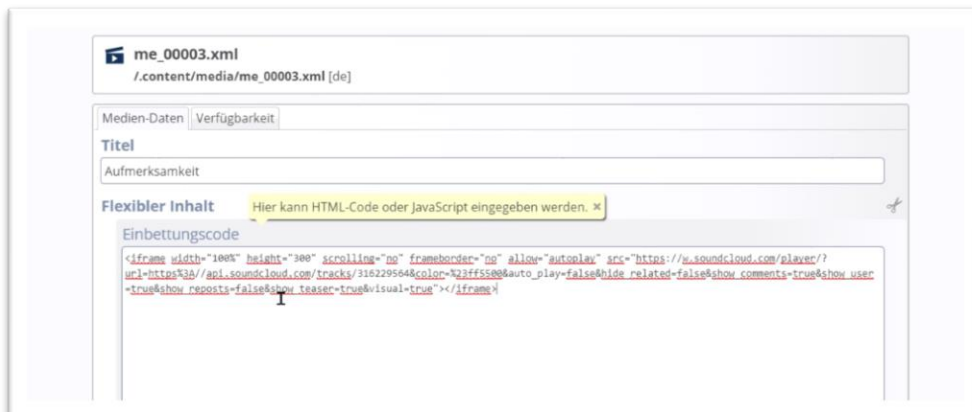 me_00003.xml
/.content/media/me_00003.xml [de]
Medien-Daten Verfügbarkeit
Titel
Aufmerksamkeit
Flexibler Inhalt Hier kann HTML-Code oder JavaScript eingegeben werden. ×
Einbettungscode
<iframe width="100%" height="300" scrolling="no" frameborder="no" allow="autoplay" src="https://w.soundcloud.com/player/?
url=https%3A//api.soundcloud.com/tracks/316229564&color=%23ff5500&auto_play=false&hide_related=false&show_comments=true&show_user
=true&show_reposts=false&show_teaser=true&visual=true"></iframe>